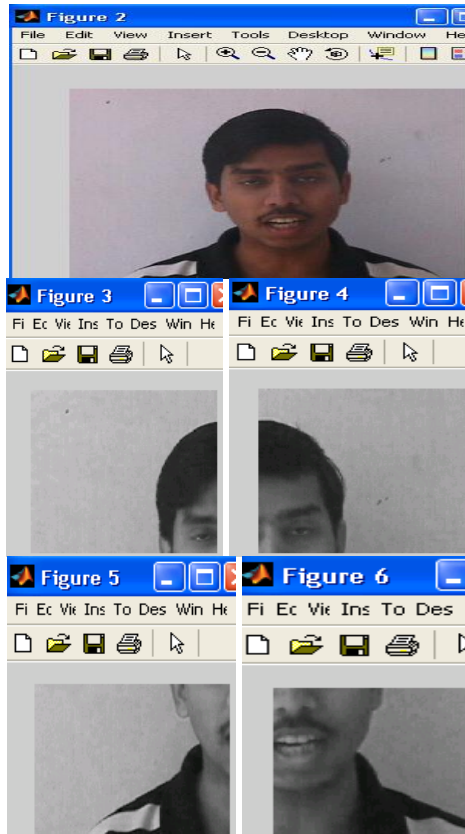 Figure 2
File Edit View Insert Tools Desktop Window He
Figure 3
Fi Ec Vie Ins To Des Win He
Figure 4
Fi Ec Vie Ins To Des Win He
Figure 5
Fi Ec Vie Ins To Des Win He
Figure 6
Fi Ec Vie Ins To Des